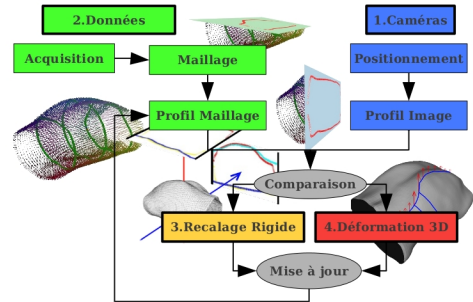 2.Données
1.Caméras
Acquisition
Maillage
Positionnement
Profil Maillage
Profil Image
Comparaison
3.Recalage Rigide
4.Déformation 3D
Mise à jour